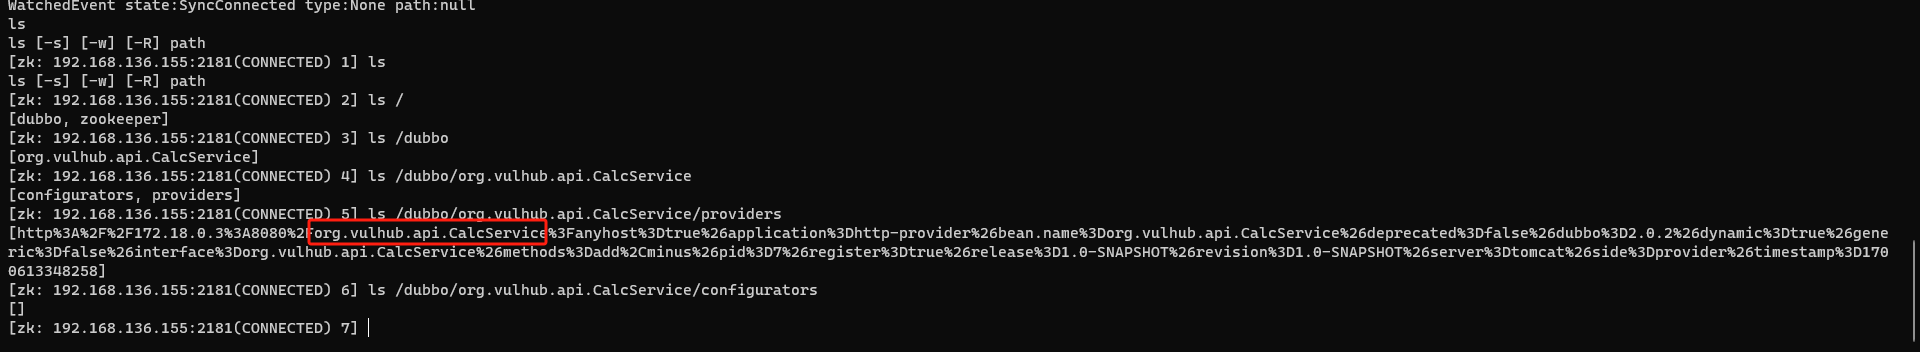 WatchedEvent state:SyncConnected type:None path:null
ls
ls [-s] [-w] [-R] path
[zk: 192.168.136.155:2181(CONNECTED) 1] ls
ls [-s] [-w] [-R] path
[zk: 192.168.136.155:2181(CONNECTED) 2] ls /
[dubbo, zookeeper]
[zk: 192.168.136.155:2181(CONNECTED) 3] ls /dubbo
[org.vulhub.api.CalcService]
[zk: 192.168.136.155:2181(CONNECTED) 4] ls /dubbo/org.vulhub.api.CalcService
[configurators, providers]
[zk: 192.168.136.155:2181(CONNECTED) 5] ls /dubbo/org.vulhub.api.CalcService/providers
[http%3A%2F%2F172.18.0.3%3A8080%2Forg.vulhub.api.CalcService%3Fanyhost%3Dtrue%26application%3Dhttp-provider%26bean.name%3Dorg.vulhub.api.CalcService%26deprecated%3Dfalse%26dubbo%3D2.0.2%26dynamic%3Dtrue%26gene
ric%3Dfalse%26interface%3Dorg.vulhub.api.CalcService%26methods%3Dadd%2Cminus%26pid%3D7%26register%3Dtrue%26release%3D1.0-SNAPSHOT%26revision%3D1.0-SNAPSHOT%26server%3Dtomcat%26side%3Dprovider%26timestamp%3D170
0613348258]
[zk: 192.168.136.155:2181(CONNECTED) 6] ls /dubbo/org.vulhub.api.CalcService/configurators
[]
[zk: 192.168.136.155:2181(CONNECTED) 7]